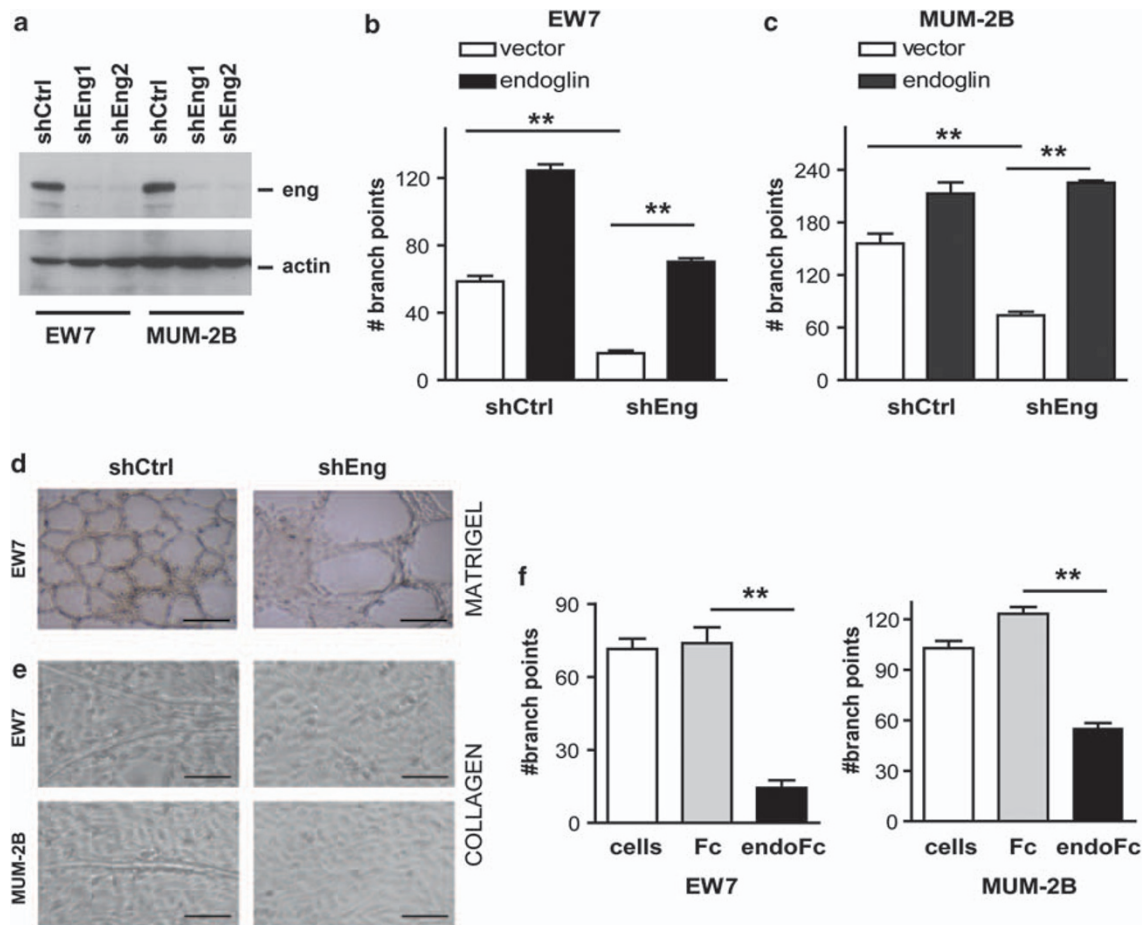 a
shCtrl
shEng1
shEng2
shCtrl
shEng1
shEng2
eng
actin
EW7
MUM-2B
b
EW7
vector
endoglin
**
**
# branch points
120
80
40
0
shCtrl
shEng
c
MUM-2B
vector
endoglin
**
**
# branch points
240
180
120
60
0
shCtrl
shEng
d
shCtrl
shEng
EW7
MATRIGEL
e
EW7
MUM-2B
COLLAGEN
f
**
#branch points
90
60
30
0
cells
Fc
endoFc
EW7
**
#branch points
120
90
60
30
0
cells
Fc
endoFc
MUM-2B